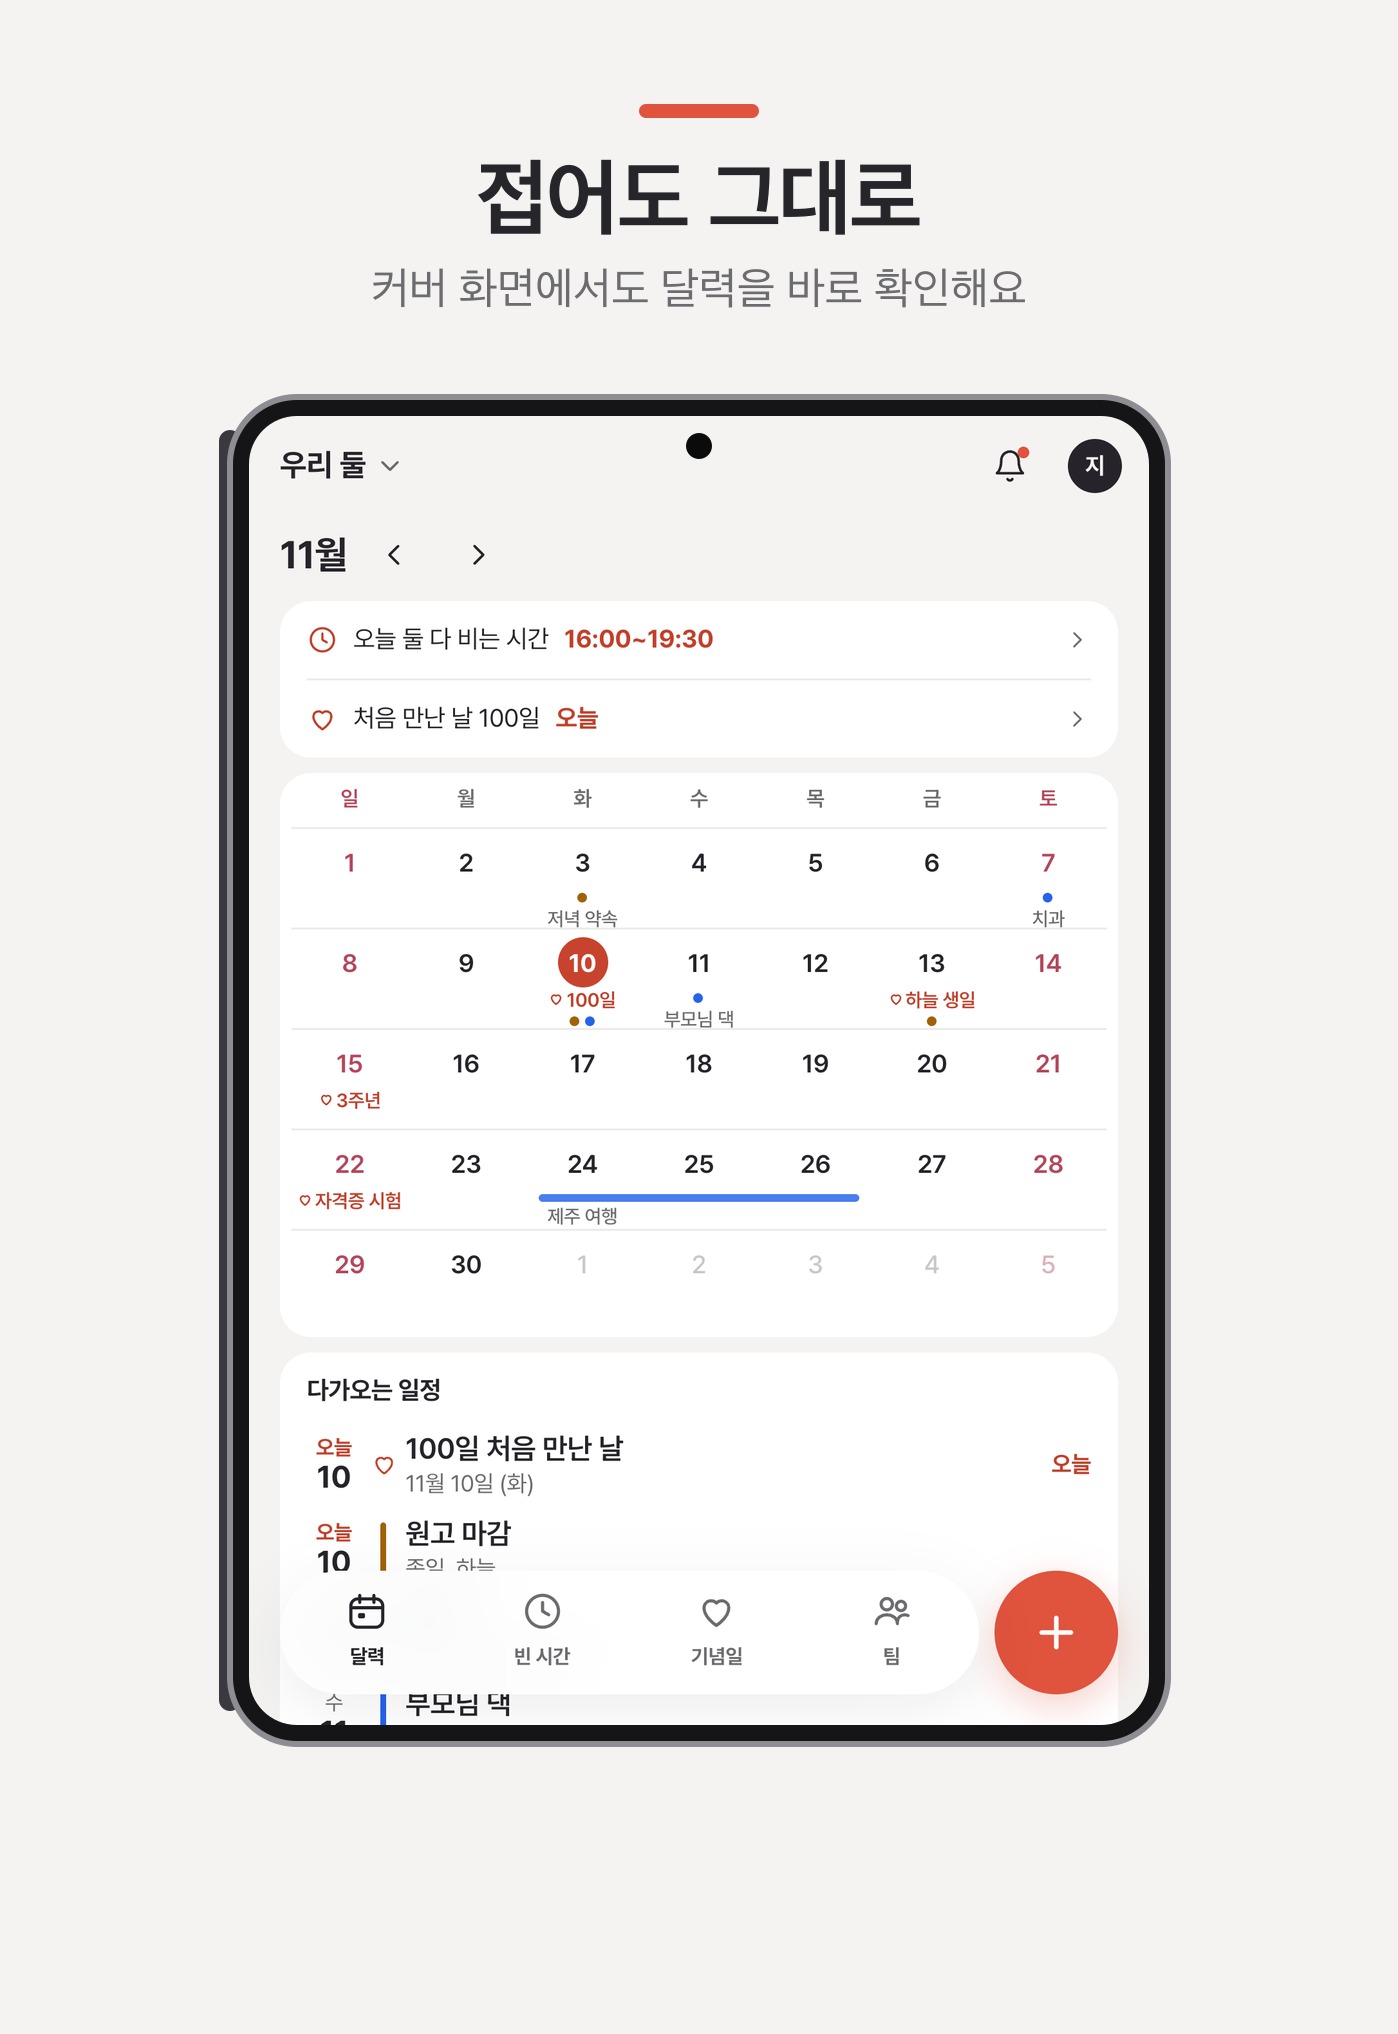 접어도 그대로
커버 화면에서도 달력을 바로 확인해요
우리 둘
지
11월
오늘 둘 다 비는 시간 16:00~19:30
처음 만난 날 100일 오늘
일 월 화 수 목 금 토
1 2 3 4 5 6 7
저녁 약속 치과
8 9 10 11 12 13 14
100일 부모님 댁 하늘 생일
15 16 17 18 19 20 21
3주년
22 23 24 25 26 27 28
자격증 시험 제주 여행
29 30 1 2 3 4 5
다가오는 일정
오늘 10 100일 처음 만난 날 오늘
11월 10일 (화)
오늘 10 원고 마감
종일 하늘
달력 빈 시간 기념일 팀
수 부모님 댁
11